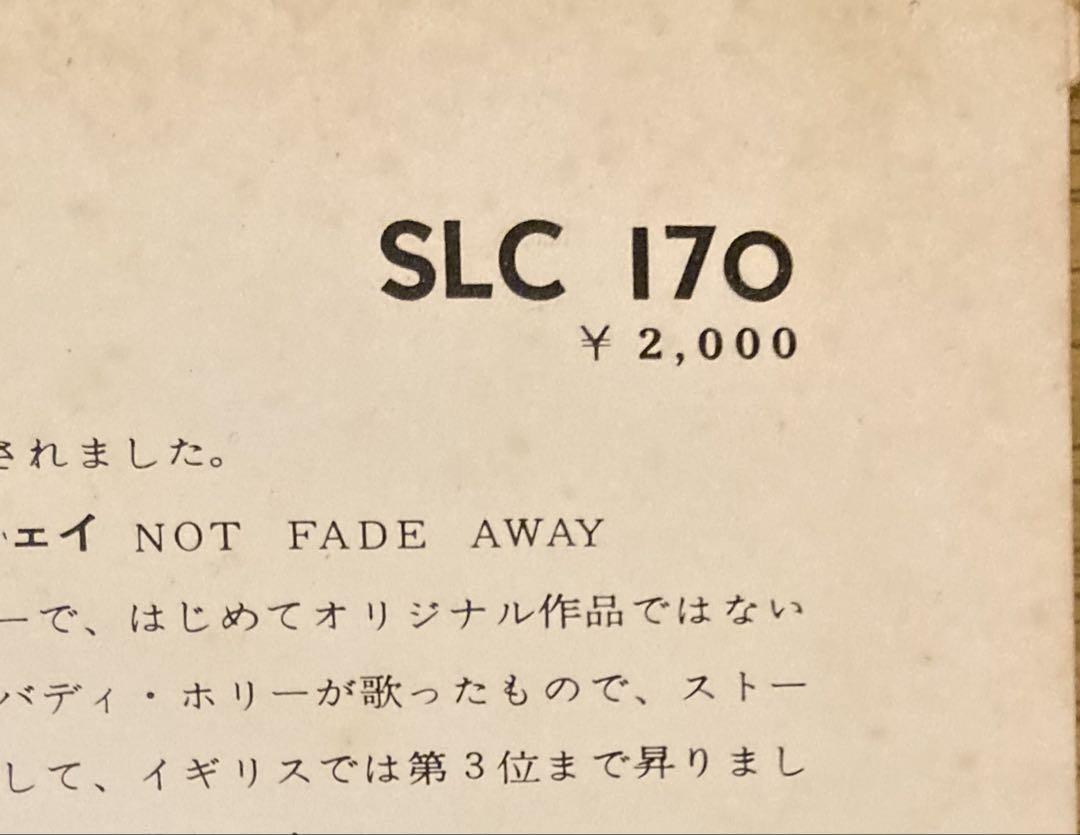 SLC 170
¥ 2,000
されました。
ェイ NOT FADE AWAY
ーで、はじめてオリジナル作品ではない
バディ・ホリーが歌ったもので、ストー
して、イギリスでは第3位まで昇りまし